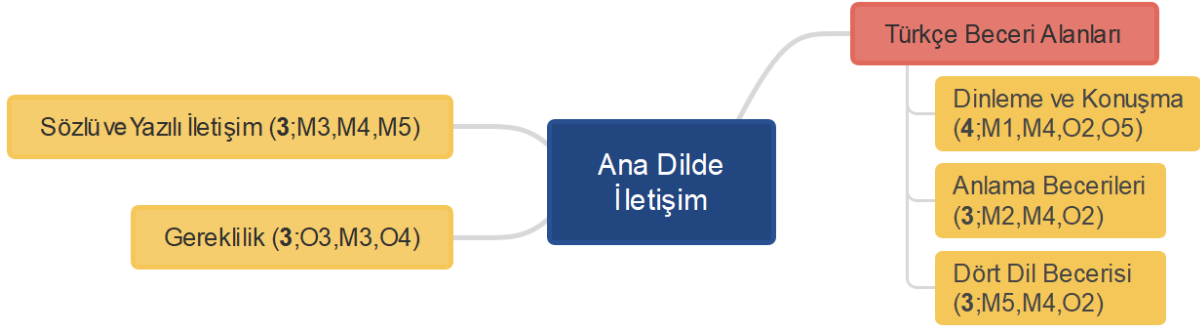 Türkçe Beceri Alanları
Dinleme ve Konuşma
(4;M1,M4,O2,O5)
Sözlü ve Yazılı İletişim (3;M3,M4,M5)
Ana Dilde
İletişim
Anlama Becerileri
(3;M2,M4,O2)
Gereklilik (3;O3,M3,O4)
Dört Dil Becerisi
(3;M5,M4,O2)